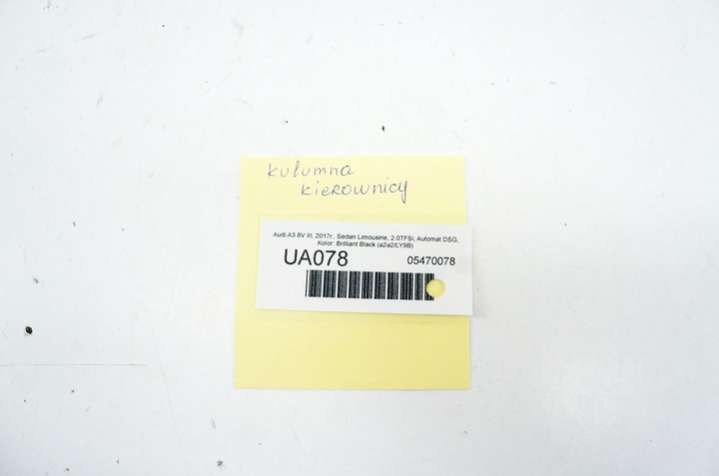 kulumna
kierownicy
Audi A3 8V III, 2017r., Sedan Limousine, 2.0TFSi, Automat DSG,
Kolor: Brilliant Black (a2a2/LY9B)
UA078
05470078